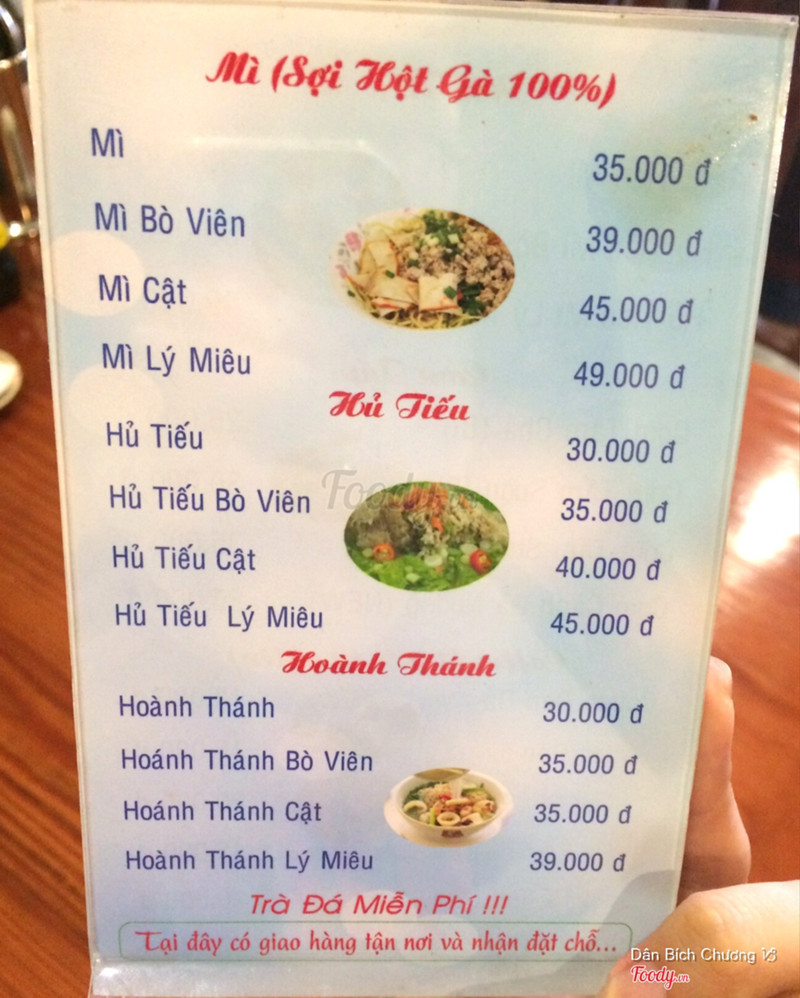 Mì (Sợi Hột Gà 100%)
Mì 35.000 đ
Mì Bò Viên 39.000 đ
Mì Cật 45.000 đ
Mì Lý Miêu 49.000 đ
Hủ Tiếu
Hủ Tiếu 30.000 đ
Hủ Tiếu Bò Viên 35.000 đ
Hủ Tiếu Cật 40.000 đ
Hủ Tiếu Lý Miêu 45.000 đ
Hoành Thánh
Hoành Thánh 30.000 đ
Hoánh Thánh Bò Viên 35.000 đ
Hoánh Thánh Cật 35.000 đ
Hoành Thánh Lý Miêu 39.000 đ
Trà Đá Miễn Phí !!!
Tại đây có giao hàng tận nơi và nhận đặt chỗ...
Foody
Dân Bích Chương
Foody.vn